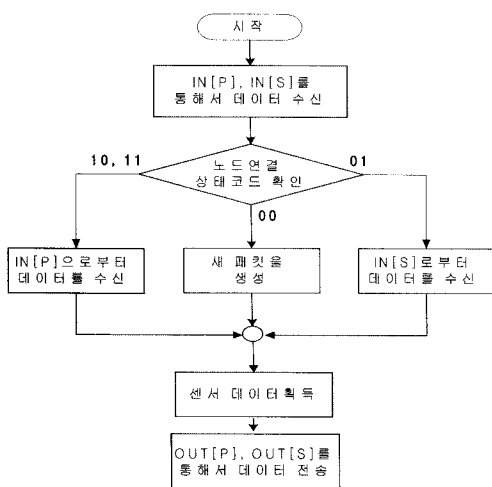 시작
IN[P], IN[S]를
통해서 데이터 수신
10, 11
노드연결
상태코드 확인
01
00
IN[P]으로부터
데이터를 수신
새 패킷을
생성
IN[S]로부터
데이터를 수신
센서 데이터획득
OUT[P], OUT[S]를
통해서 데이터 전송